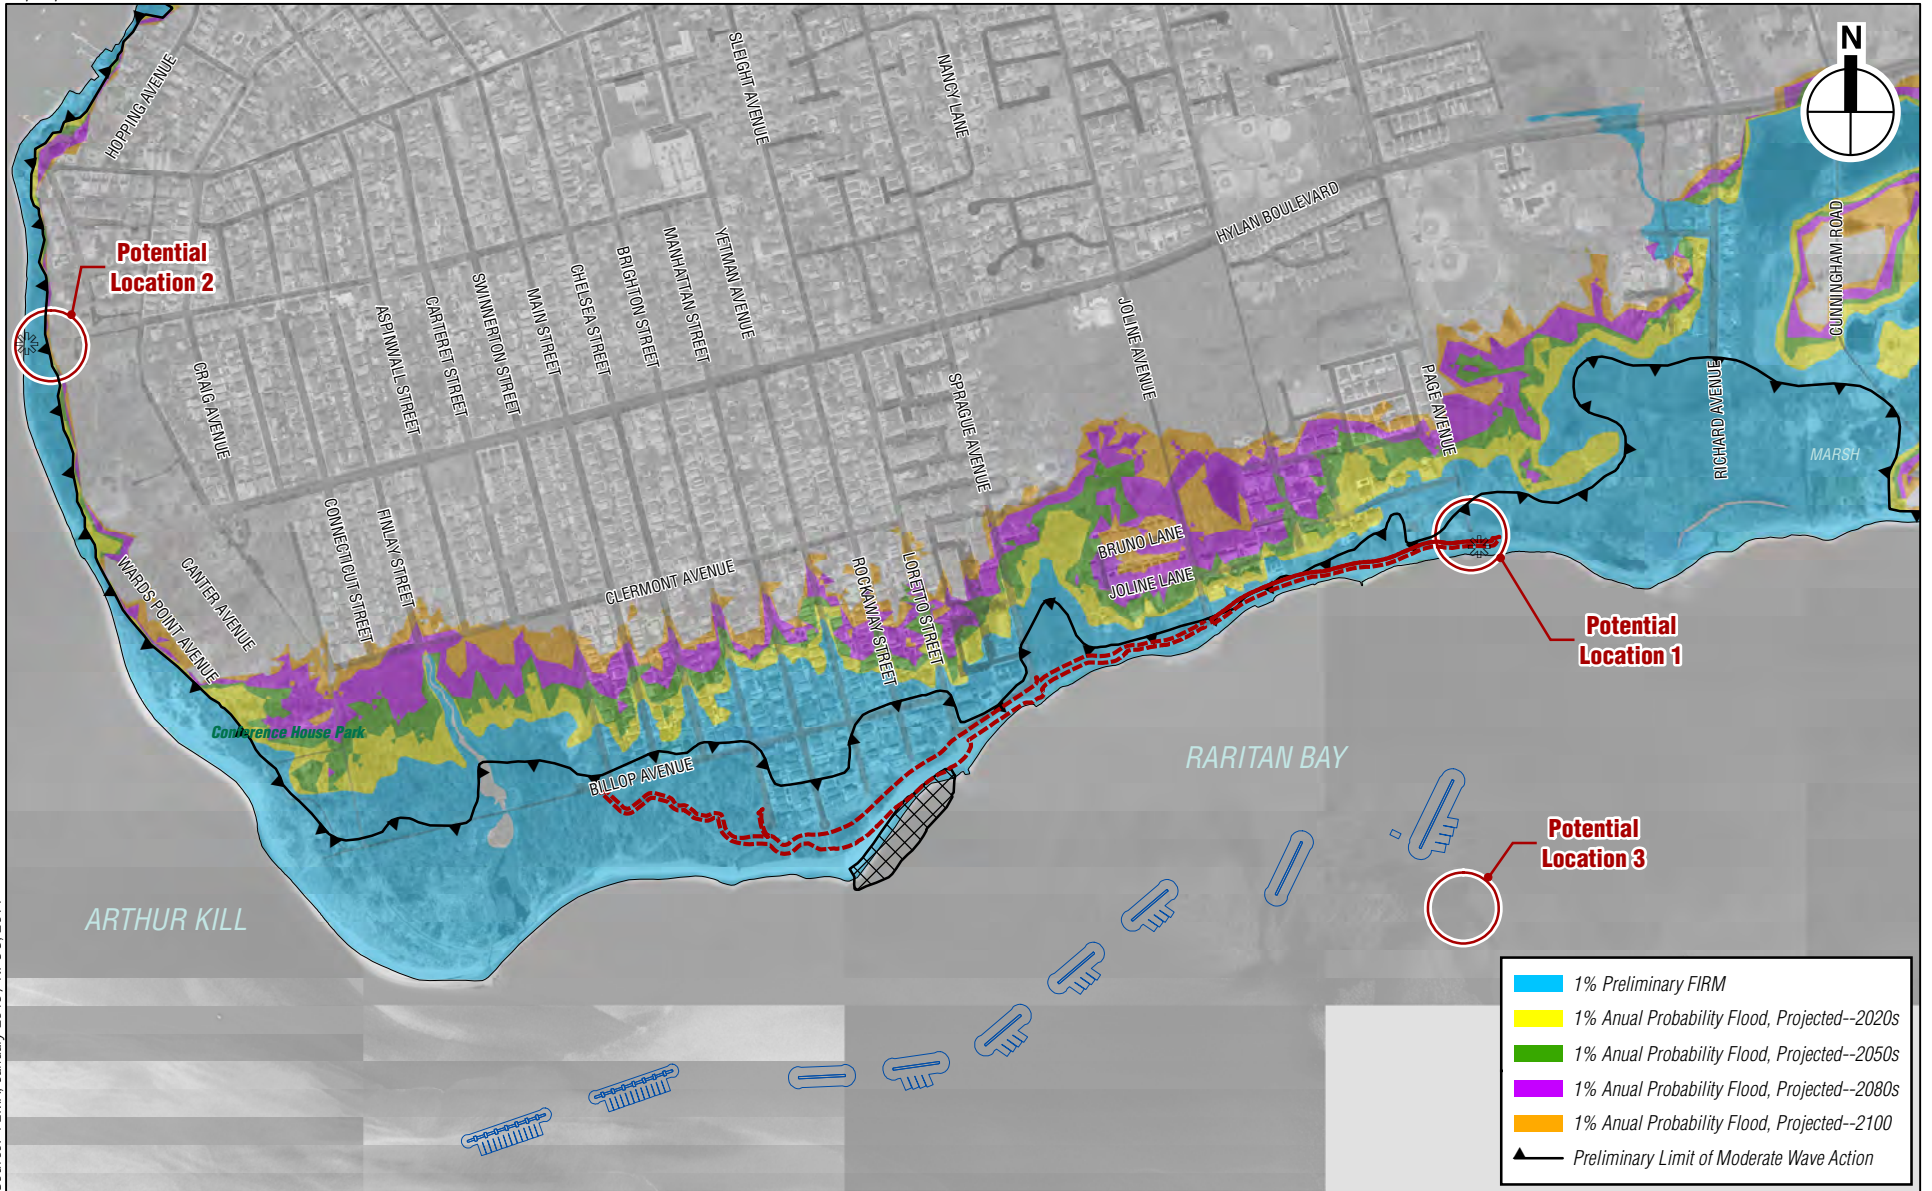 N
HOPPING AVENUE
SLEIGHT AVENUE
NANCY LANE
HYLAN BOULEVARD
CUNNINGHAM ROAD
Potential
Location 2
MANHATTAN STREET
YETMAN AVENUE
BRIGHTON STREET
CHELSEA STREET
MAIN STREET
SWINNERTON STREET
CARTERET STREET
ASPINWALL STREET
CRAIG AVENUE
JOLINE AVENUE
SPRAGUE AVENUE
PAGE AVENUE
RICHARD AVENUE
MARSH
CONNECTICUT STREET
FINLAY STREET
CANTER AVENUE
WARDS POINT AVENUE
CLERMONT AVENUE
ROCKAWAY STREET
LORETTO STREET
BRUNO LANE
JOLINE LANE
Potential
Location 1
Conference House Park
BILLOP AVENUE
RARITAN BAY
Potential
Location 3
ARTHUR KILL
1% Preliminary FIRM
1% Anual Probability Flood, Projected--2020s
1% Anual Probability Flood, Projected--2050s
1% Anual Probability Flood, Projected--2080s
1% Anual Probability Flood, Projected--2100
Preliminary Limit of Moderate Wave Action